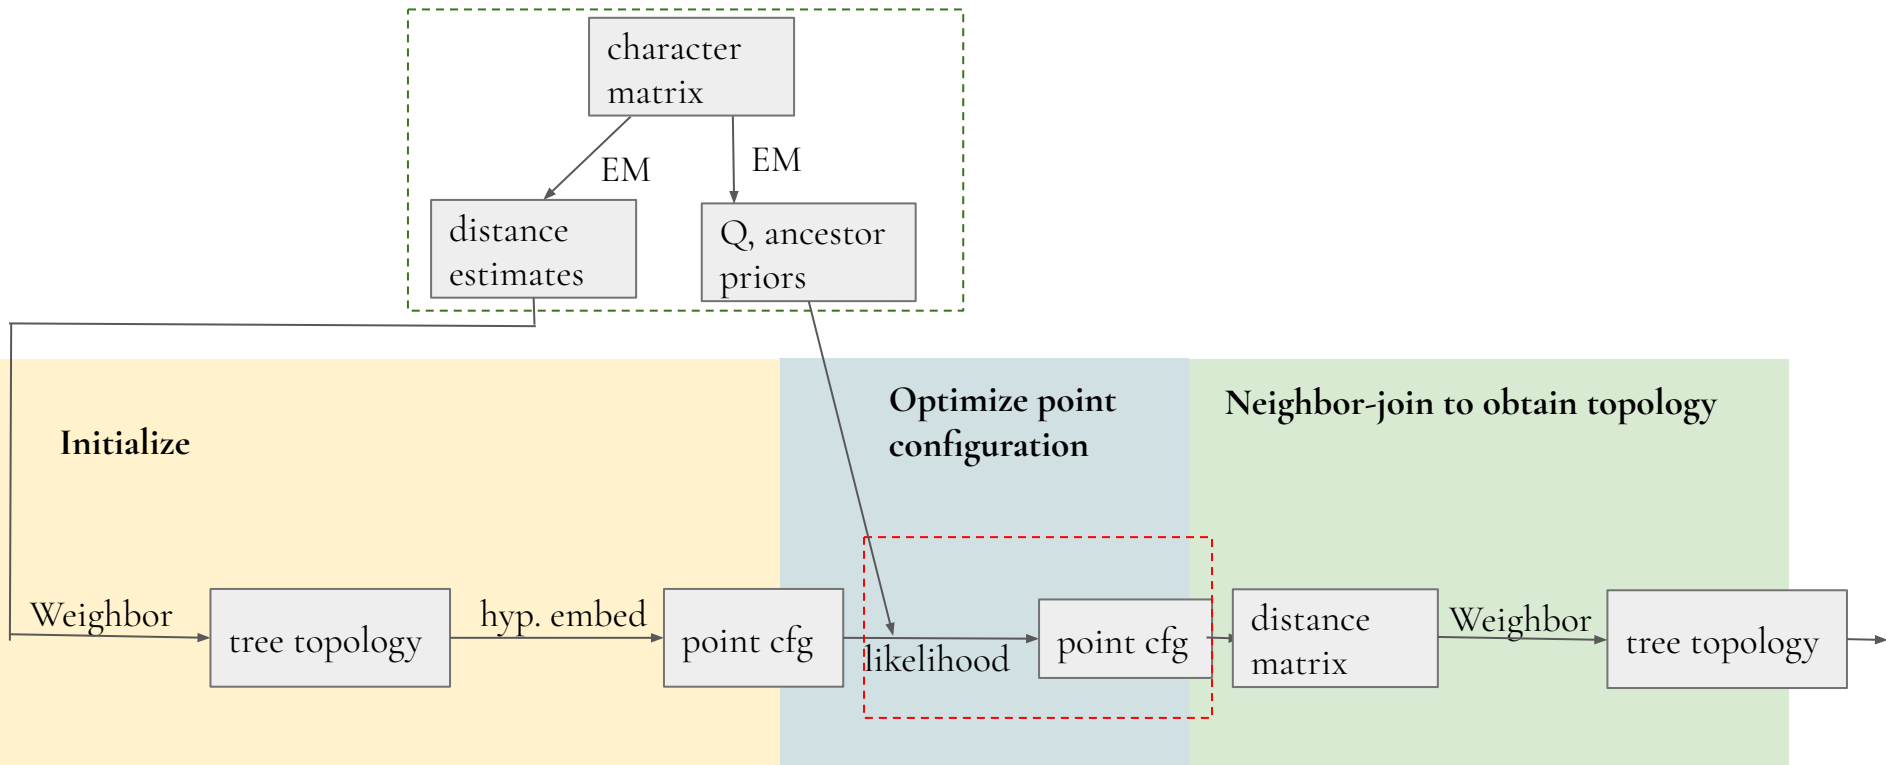 character
matrix
EM
EM
distance
estimates
Q, ancestor
priors
Initialize
Optimize point
configuration
Neighbor-join to obtain topology
Weighbor
tree topology
hyp. embed
point cfg
likelihood
point cfg
distance
matrix
Weighbor
tree topology